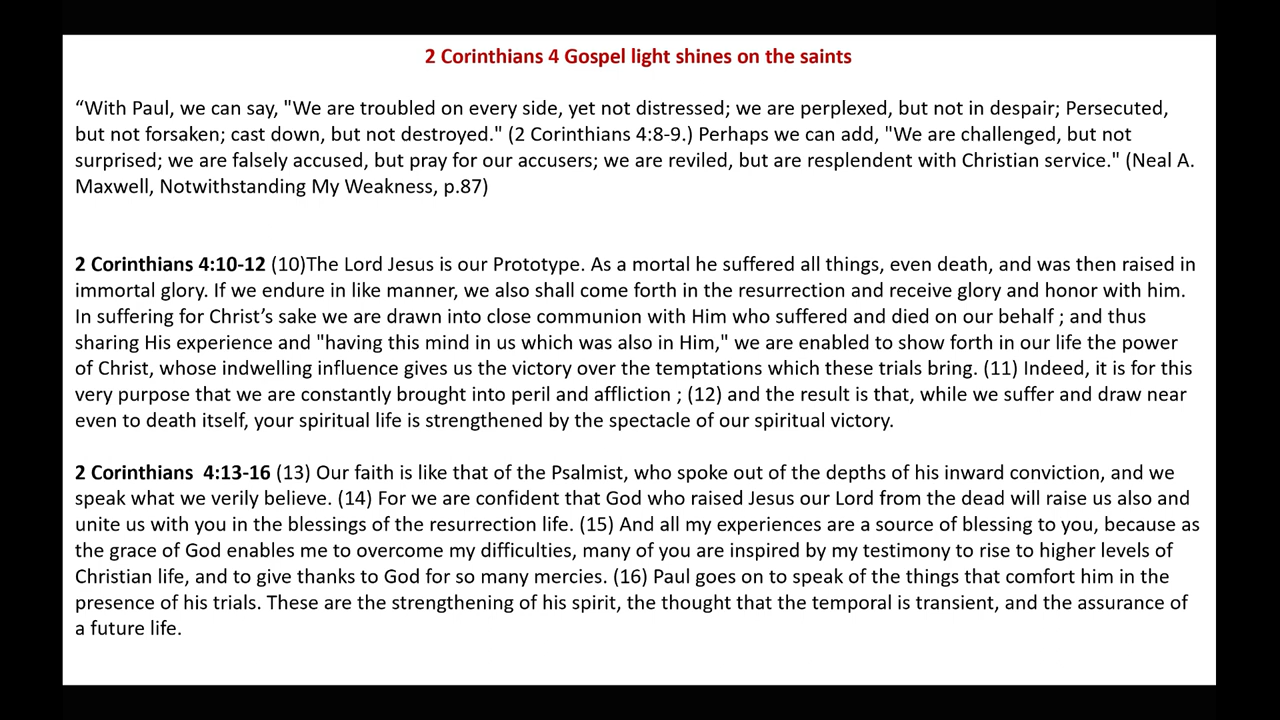 2 Corinthians 4 Gospel light shines on the saints
“With Paul, we can say, "We are troubled on every side, yet not distressed; we are perplexed, but not in despair; Persecuted,
but not forsaken; cast down, but not destroyed." (2 Corinthians 4:8-9.) Perhaps we can add, "We are challenged, but not
surprised; we are falsely accused, but pray for our accusers; we are reviled, but are resplendent with Christian service." (Neal A.
Maxwell, Notwithstanding My Weakness, p.87)
2 Corinthians 4:10-12 (10)The Lord Jesus is our Prototype. As a mortal he suffered all things, even death, and was then raised in
immortal glory. If we endure in like manner, we also shall come forth in the resurrection and receive glory and honor with him.
In suffering for Christ’s sake we are drawn into close communion with Him who suffered and died on our behalf ; and thus
sharing His experience and "having this mind in us which was also in Him," we are enabled to show forth in our life the power
of Christ, whose indwelling influence gives us the victory over the temptations which these trials bring. (11) Indeed, it is for this
very purpose that we are constantly brought into peril and affliction ; (12) and the result is that, while we suffer and draw near
even to death itself, your spiritual life is strengthened by the spectacle of our spiritual victory.
2 Corinthians  4:13-16 (13) Our faith is like that of the Psalmist, who spoke out of the depths of his inward conviction, and we
speak what we verily believe. (14) For we are confident that God who raised Jesus our Lord from the dead will raise us also and
unite us with you in the blessings of the resurrection life. (15) And all my experiences are a source of blessing to you, because as
the grace of God enables me to overcome my difficulties, many of you are inspired by my testimony to rise to higher levels of
Christian life, and to give thanks to God for so many mercies. (16) Paul goes on to speak of the things that comfort him in the
presence of his trials. These are the strengthening of his spirit, the thought that the temporal is transient, and the assurance of
a future life.